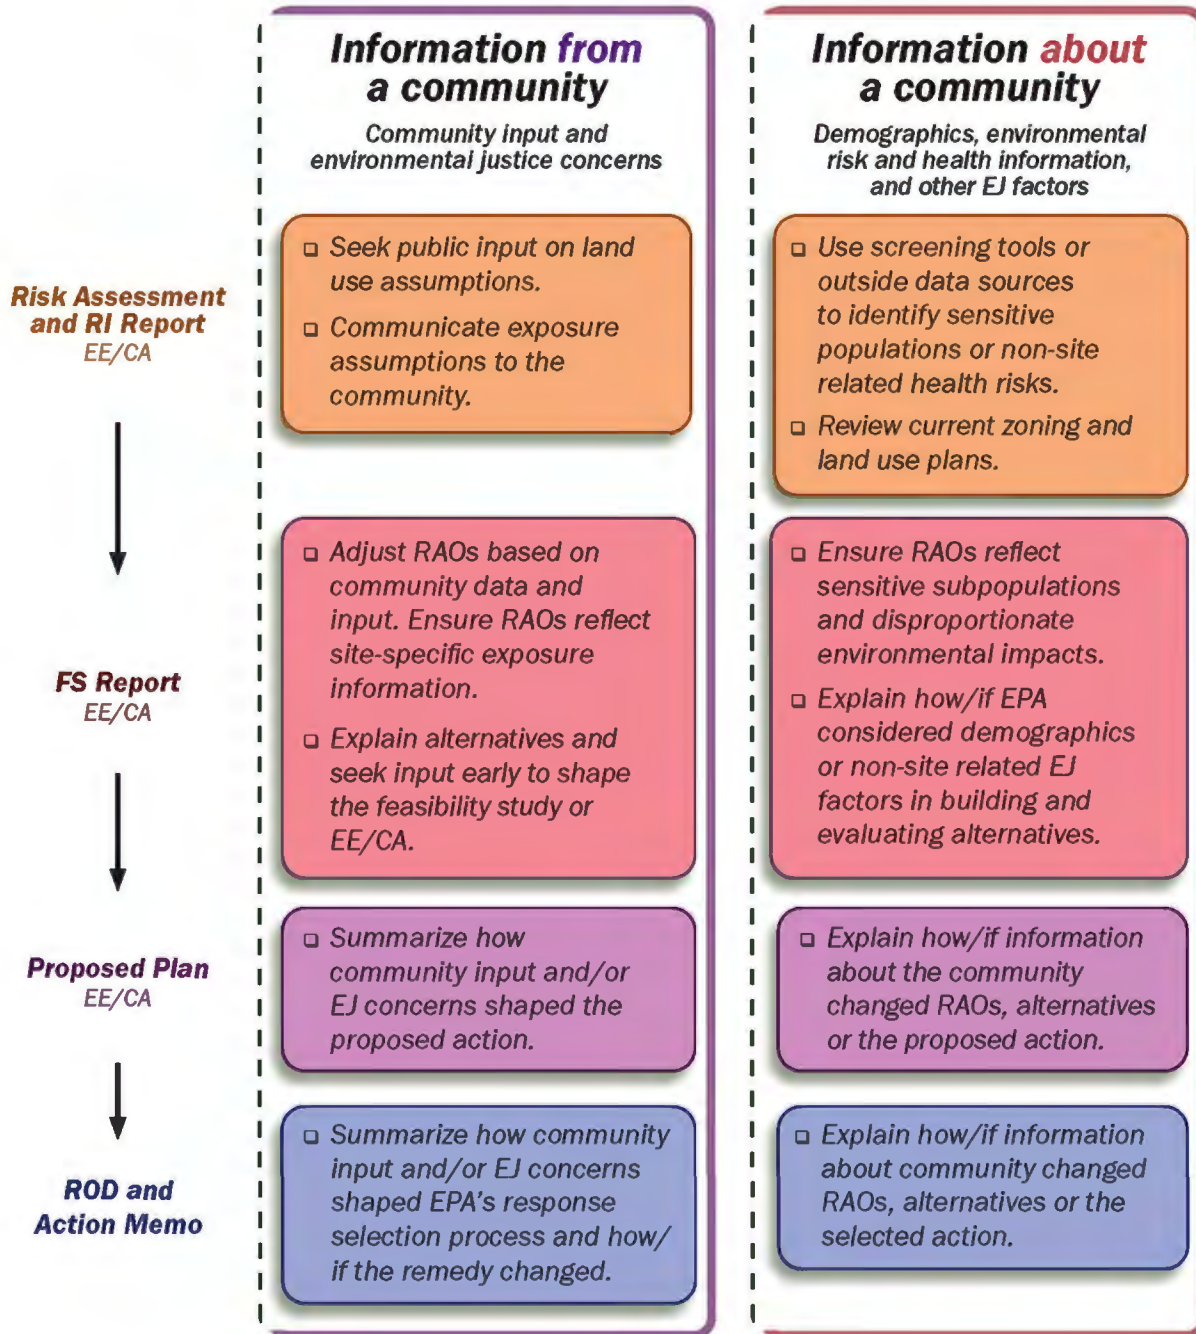 Information from
a community
Community input and
environmental justice concerns
Information about
a community
Demographics, environmental
risk and health information,
and other EJ factors
Risk Assessment
and RI Report
EE/CA
❑ Seek public input on land
use assumptions.
❑ Communicate exposure
assumptions to the
community.
❑ Use screening tools or
outside data sources
to identify sensitive
populations or non-site
related health risks.
❑ Review current zoning and
land use plans.
FS Report
EE/CA
❑ Adjust RAOs based on
community data and
input. Ensure RAOs reflect
site-specific exposure
information.
❑ Explain alternatives and
seek input early to shape
the feasibility study or
EE/CA.
❑ Ensure RAOs reflect
sensitive subpopulations
and disproportionate
environmental impacts.
❑ Explain how/if EPA
considered demographics
or non-site related EJ
factors in building and
evaluating alternatives.
Proposed Plan
EE/CA
❑ Summarize how
community input and/or
EJ concerns shaped the
proposed action.
❑ Explain how/if information
about the community
changed RAOs, alternatives
or the proposed action.
ROD and
Action Memo
❑ Summarize how community
input and/or EJ concerns
shaped EPA's response
selection process and how/
if the remedy changed.
❑ Explain how/if information
about community changed
RAOs, alternatives or the
selected action.